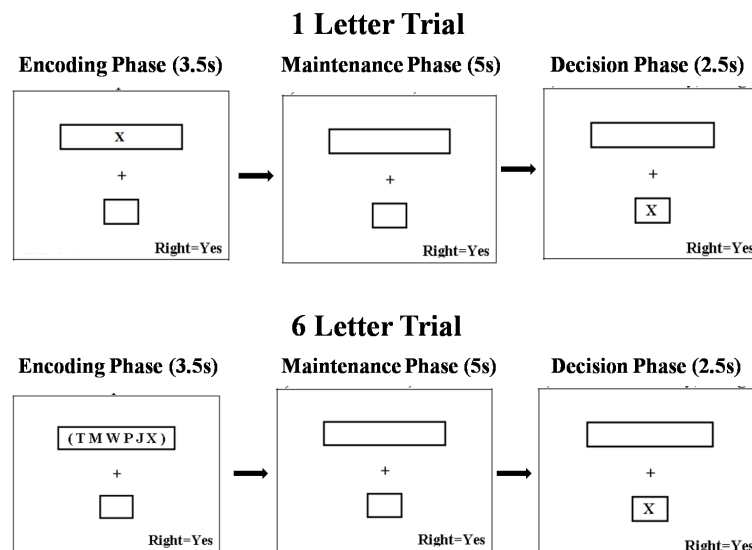 1 Letter Trial
Encoding Phase (3.5s) Maintenance Phase (5s) Decision Phase (2.5s)
X
+ + +
X
Right=Yes Right=Yes Right=Yes
6 Letter Trial
Encoding Phase (3.5s) Maintenance Phase (5s) Decision Phase (2.5s)
(T M W P J X)
+ + +
X
Right=Yes Right=Yes Right=Yes